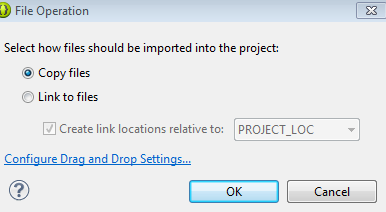 File Operation
Select how files should be imported into the project:
Copy files
Link to files
Create link locations relative to: PROJECT_LOC
Configure Drag and Drop Settings...
? OK Cancel